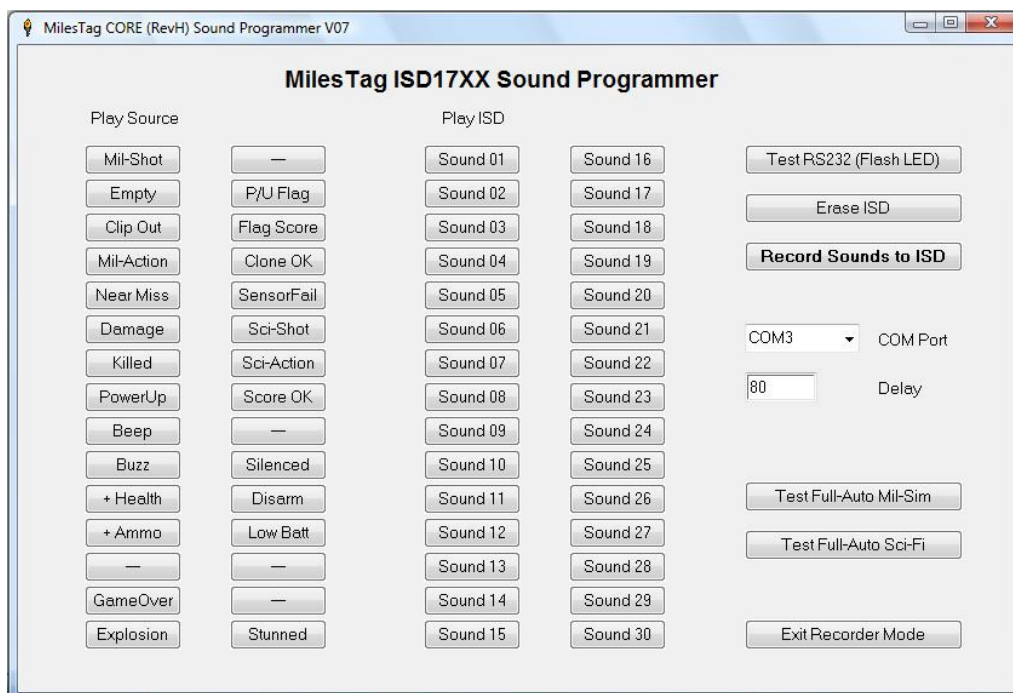 MilesTag CORE (RevH) Sound Programmer V07
MilesTag ISD17XX Sound Programmer
Play Source
Play ISD
Mil-Shot — Sound 01 Sound 16 Test RS232 (Flash LED)
Empty P/U Flag Sound 02 Sound 17
Erase ISD
Clip Out Flag Score Sound 03 Sound 18
Mil-Action Clone OK Sound 04 Sound 19 Record Sounds to ISD
Near Miss SensorFail Sound 05 Sound 20
Damage Sci-Shot Sound 06 Sound 21
COM3 COM Port
Killed Sci-Action Sound 07 Sound 22
PowerUp Score OK Sound 08 Sound 23
80 Delay
Beep — Sound 09 Sound 24
Buzz Silenced Sound 10 Sound 25
+ Health Disarm Sound 11 Sound 26 Test Full-Auto Mil-Sim
+ Ammo Low Batt Sound 12 Sound 27
Test Full-Auto Sci-Fi
— — Sound 13 Sound 28
GameOver — Sound 14 Sound 29
Explosion Stunned Sound 15 Sound 30 Exit Recorder Mode